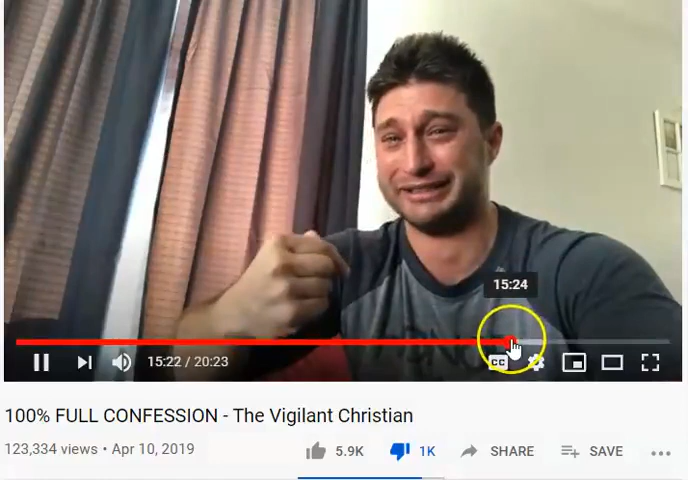 15:24
CC
15:22 / 20:23
100% FULL CONFESSION - The Vigilant Christian
123,334 views • Apr 10, 2019 5.9K 1K SHARE SAVE